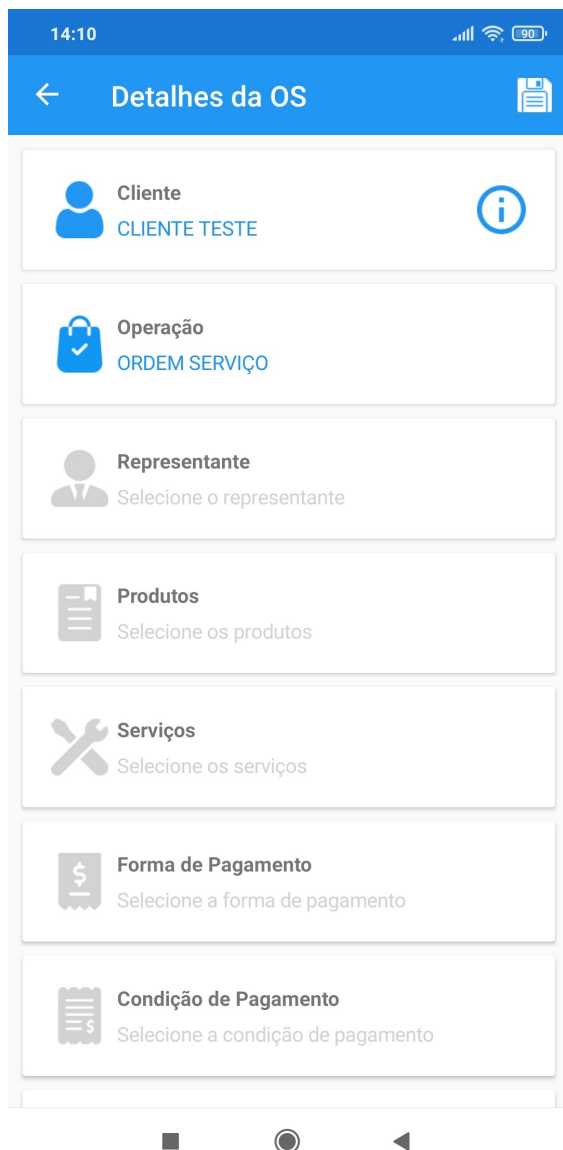 14:10
90
Detalhes da OS
Cliente
CLIENTE TESTE
Operação
ORDEM SERVIÇO
Representante
Selecione o representante
Produtos
Selecione os produtos
Serviços
Selecione os serviços
Forma de Pagamento
Selecione a forma de pagamento
Condição de Pagamento
Selecione a condição de pagamento